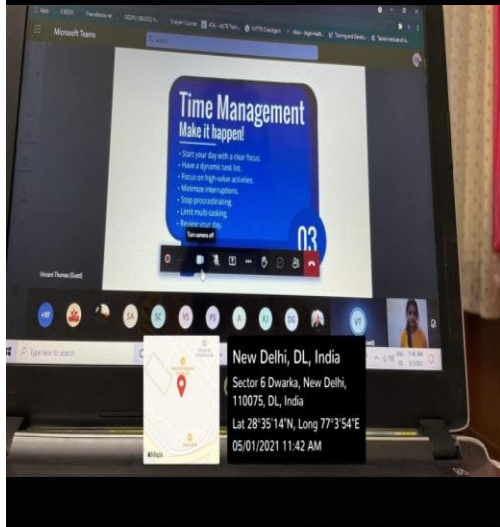 Microsoft Teams
Search
Time Management
Make it happen!
• Start your day with a clear focus.
• Have a dynamic task list.
• Focus on high-value activities.
• Minimize interruptions.
• Stop procrastinating.
• Limit multi-tasking.
• Review your day.
Turn camera off
03
Vincent Thomas (Guest)
+97
SA
SC
YS
PS
A
KJ
DG
VT
Type here to search
New Delhi, DL, India
Sector 6 Dwarka, New Delhi,
110075, DL, India
Lat 28°35'14"N, Long 77°3'54"E
05/01/2021 11:42 AM